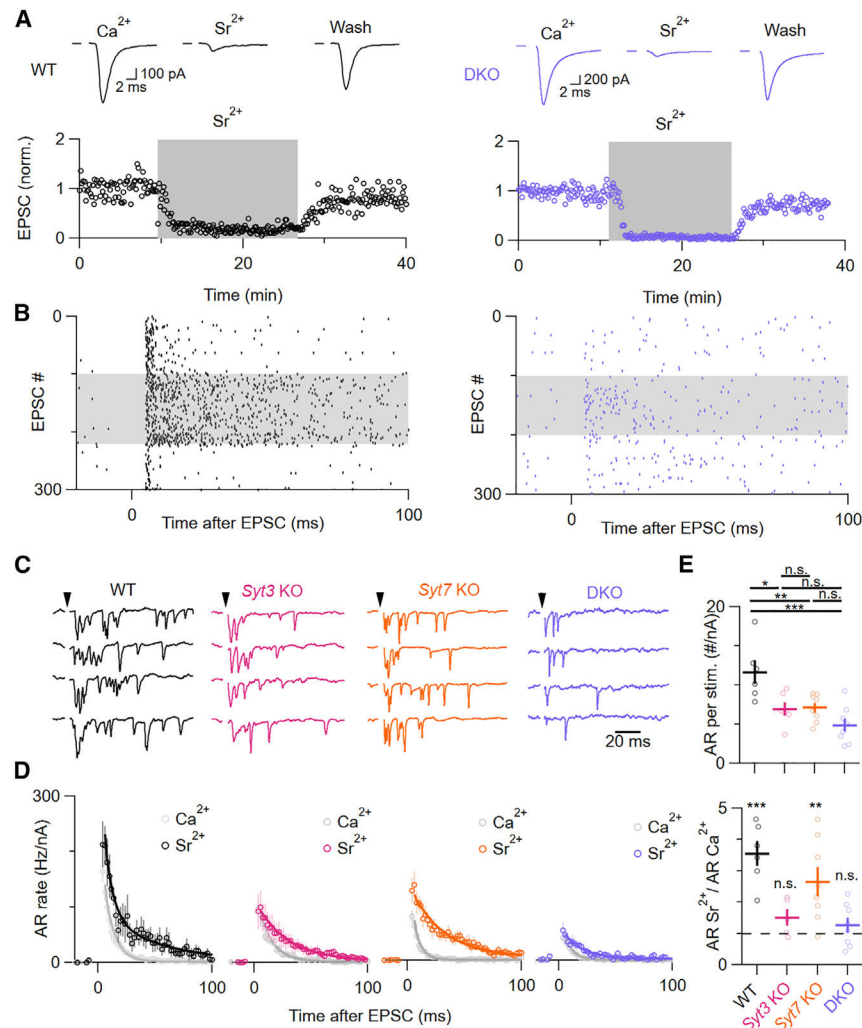 A
Ca²⁺ Sr²⁺ Wash
WT
100 pA
2 ms
Ca²⁺ Sr²⁺ Wash
DKO
200 pA
2 ms
Sr²⁺
EPSC (norm.)
2
1
0
0 20 40
Time (min)
Sr²⁺
2
1
0
0 20 40
Time (min)
B
EPSC #
0
300
0 100
Time after EPSC (ms)
EPSC #
0
300
0 100
Time after EPSC (ms)
C
WT Syt3 KO Syt7 KO DKO
20 ms
D
AR rate (Hz/nA)
300
0
Ca²⁺
Sr²⁺
Ca²⁺
Sr²⁺
Ca²⁺
Sr²⁺
Ca²⁺
Sr²⁺
0 100 0 100 0 100 0 100
Time after EPSC (ms)
E
n.s.
* n.s.
** n.s.
***
AR per stim. (#/nA)
20
10
0
AR Sr²⁺/ AR Ca²⁺
5
0
*** n.s. ** n.s.
WT Syt3 KO Syt7 KO DKO